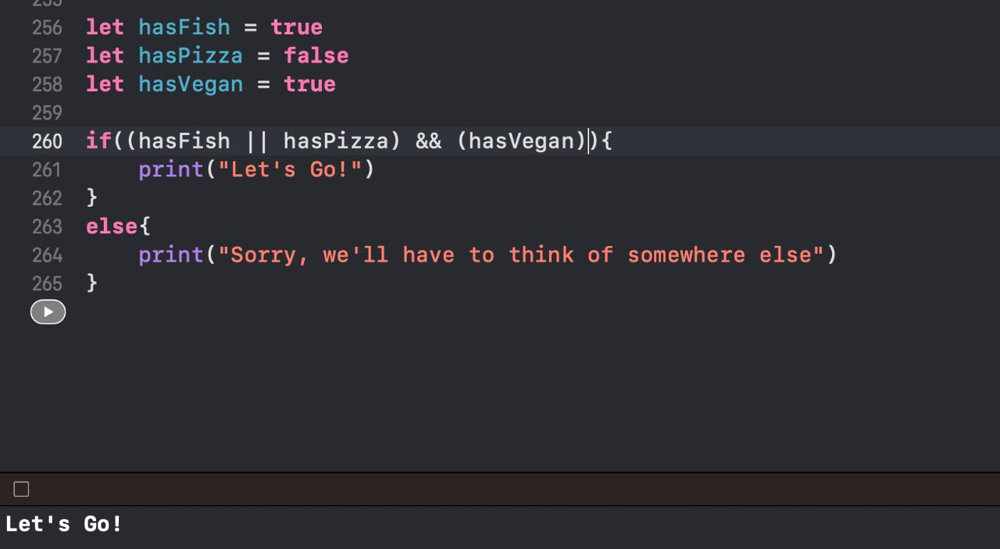 255
256 let hasFish = true
257 let hasPizza = false
258 let hasVegan = true
259
260 if((hasFish || hasPizza) && (hasVegan)){
261     print("Let's Go!")
262 }
263 else{
264     print("Sorry, we'll have to think of somewhere else")
265 }
Let's Go!